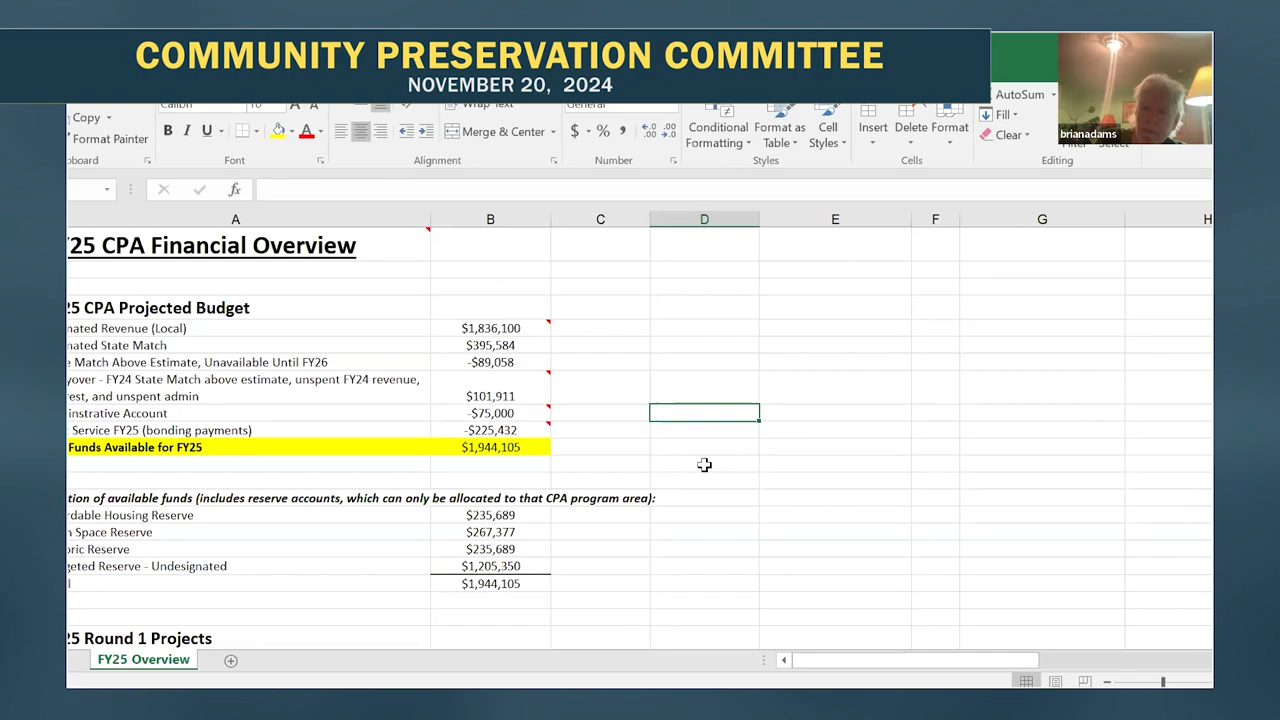 COMMUNITY PRESERVATION COMMITTEE
NOVEMBER 20, 2024
brianadams
Copy
Format Painter
B I U A
Merge & Center
$ % ,
Conditional Formatting
Format as Table
Cell Styles
Insert Delete Format
AutoSum
Fill
Clear
Font
Alignment
Number
Styles
Cells
Editing
fx
A B C D E F G H
25 CPA Financial Overview
25 CPA Projected Budget
nated Revenue (Local) $1,836,100
nated State Match $395,584
e Match Above Estimate, Unavailable Until FY26 -$89,058
yover - FY24 State Match above estimate, unspent FY24 revenue,
rest, and unspent admin $101,911
instrative Account -$75,000
Service FY25 (bonding payments) -$225,432
Funds Available for FY25 $1,944,105
tion of available funds (includes reserve accounts, which can only be allocated to that CPA program area):
rdable Housing Reserve $235,689
n Space Reserve $267,377
oric Reserve $235,689
geted Reserve - Undesignated $1,205,350
l $1,944,105
25 Round 1 Projects
FY25 Overview